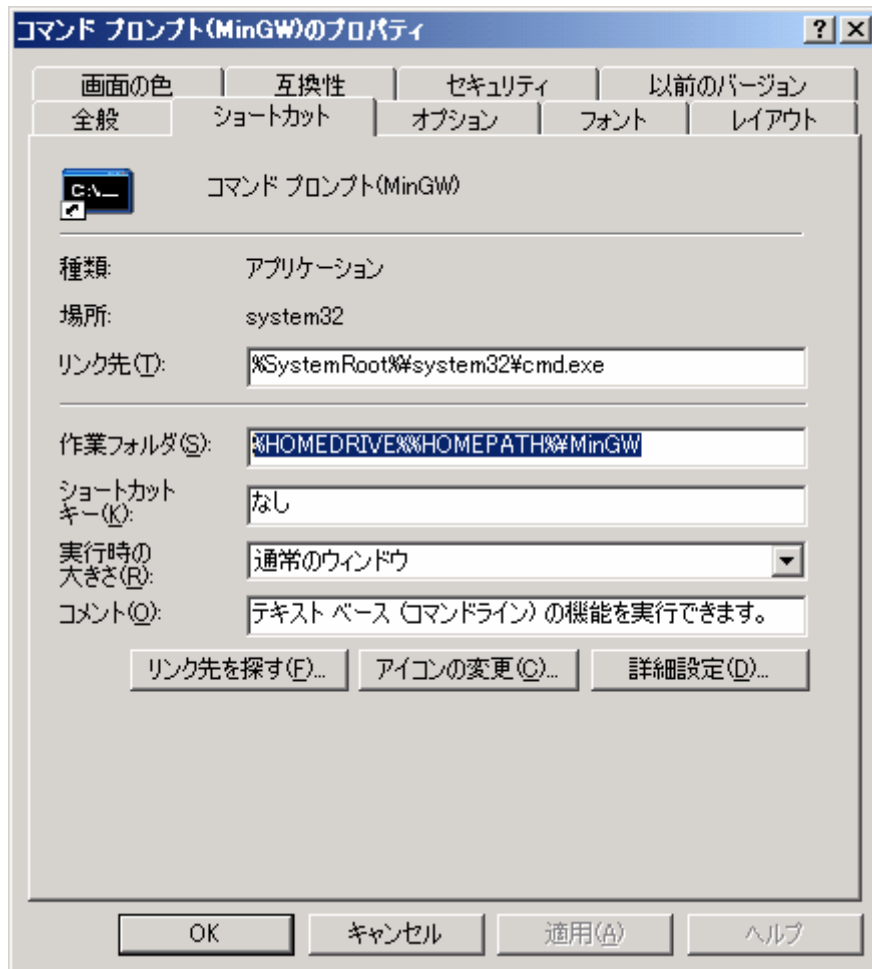 コマンド プロンプト(MinGW)のプロパティ
画面の色 互換性 セキュリティ 以前のバージョン
全般 ショートカット オプション フォント レイアウト
C:\_
コマンド プロンプト(MinGW)
種類: アプリケーション
場所: system32
リンク先(T): %SystemRoot%¥system32¥cmd.exe
作業フォルダ(S): %HOMEDRIVE%%HOMEPATH%¥MinGW
ショートカット
キー(K): なし
実行時の
大きさ(R): 通常のウィンドウ
コメント(O): テキスト ベース (コマンドライン) の機能を実行できます。
リンク先を探す(F)... アイコンの変更(C)... 詳細設定(D)...
OK キャンセル 適用(A) ヘルプ